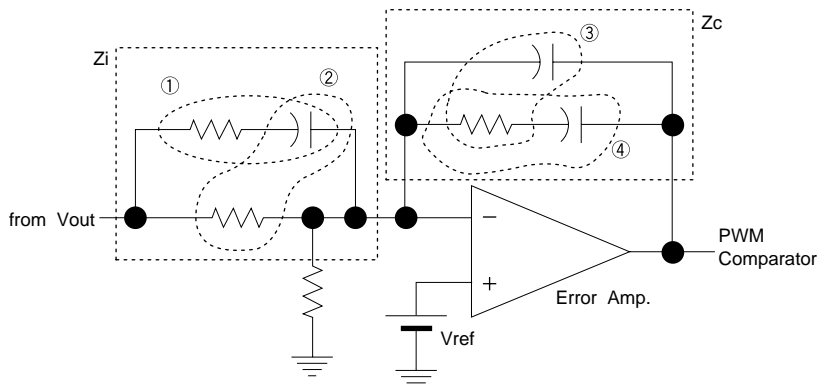 Zc
③
Zi
①
②
④
from Vout
−
+
PWM
Comparator
Error Amp.
Vref